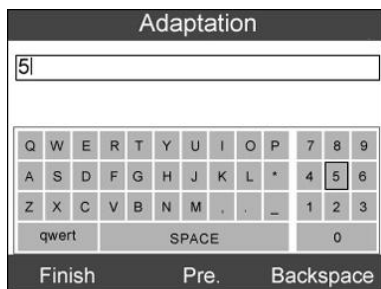 Adaptation
5
Q W E R T Y U I O P 7 8 9
A S D F G H J K L * 4 5 6
Z X C V B N M , . _ 1 2 3
qwert SPACE 0
Finish Pre. Backspace